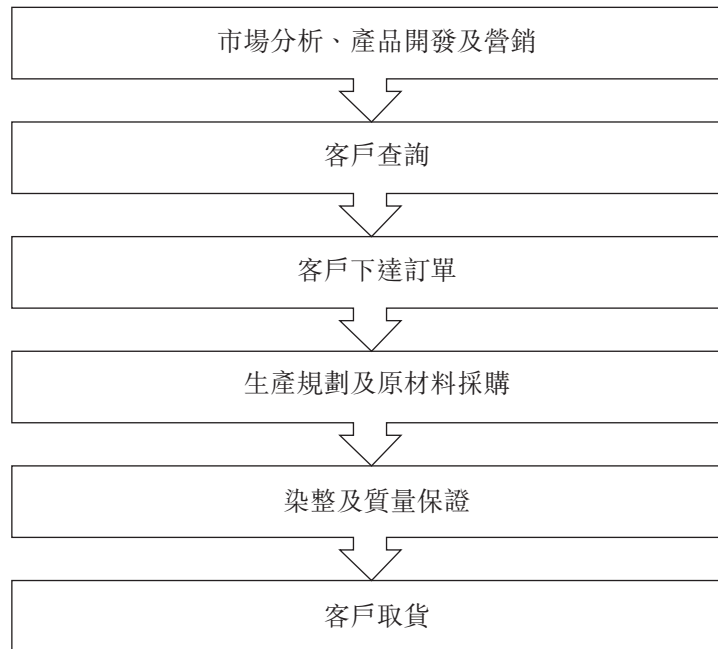 市場分析、產品開發及營銷
客戶查詢
客戶下達訂單
生產規劃及原材料採購
染整及質量保證
客戶取貨